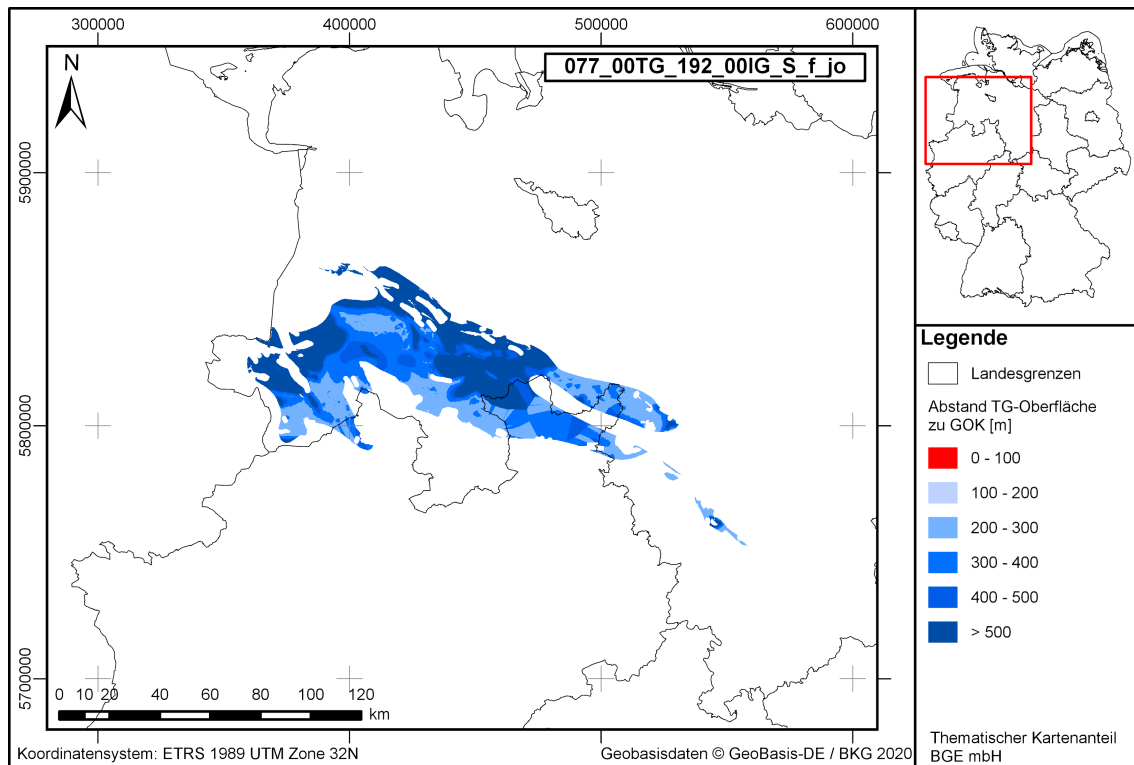 300000 400000 500000 600000
077_00TG_192_00IG_S_f_jo
N
5900000
5800000
5700000
0 10 20 40 60 80 100 120
km
Koordinatensystem: ETRS 1989 UTM Zone 32N
Geobasisdaten © GeoBasis-DE / BKG 2020
Legende
Landesgrenzen
Abstand TG-Oberfläche
zu GOK [m]
0 - 100
100 - 200
200 - 300
300 - 400
400 - 500
> 500
Thematischer Kartenanteil
BGE mbH